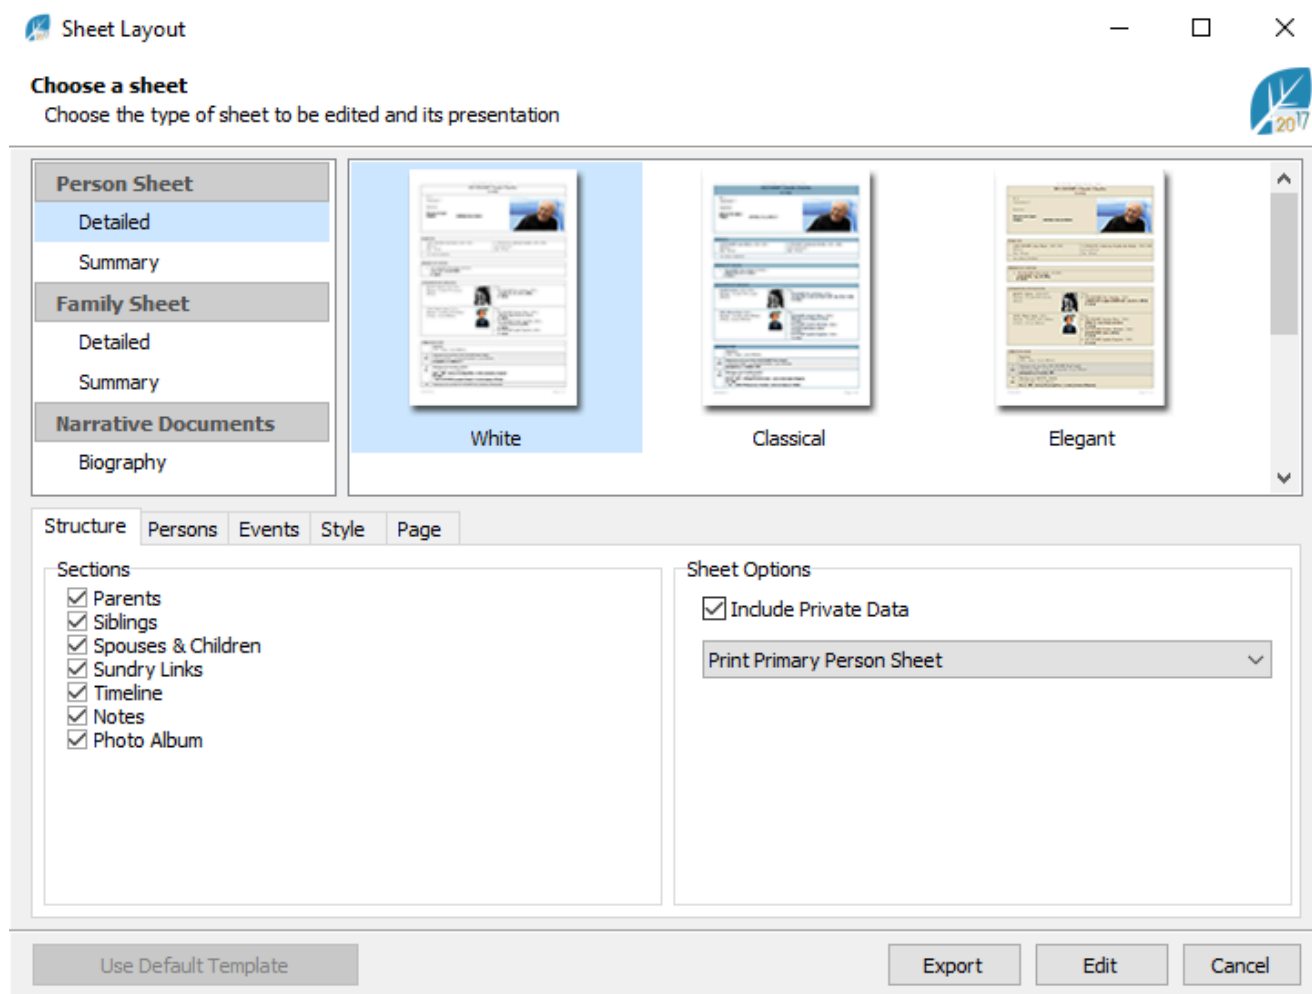 Sheet Layout
Choose a sheet
Choose the type of sheet to be edited and its presentation
2017
Person Sheet
Detailed
Summary
Family Sheet
Detailed
Summary
Narrative Documents
Biography
White
Classical
Elegant
Structure
Persons
Events
Style
Page
Sections
Parents
Siblings
Spouses & Children
Sundry Links
Timeline
Notes
Photo Album
Sheet Options
Include Private Data
Print Primary Person Sheet
Use Default Template
Export
Edit
Cancel